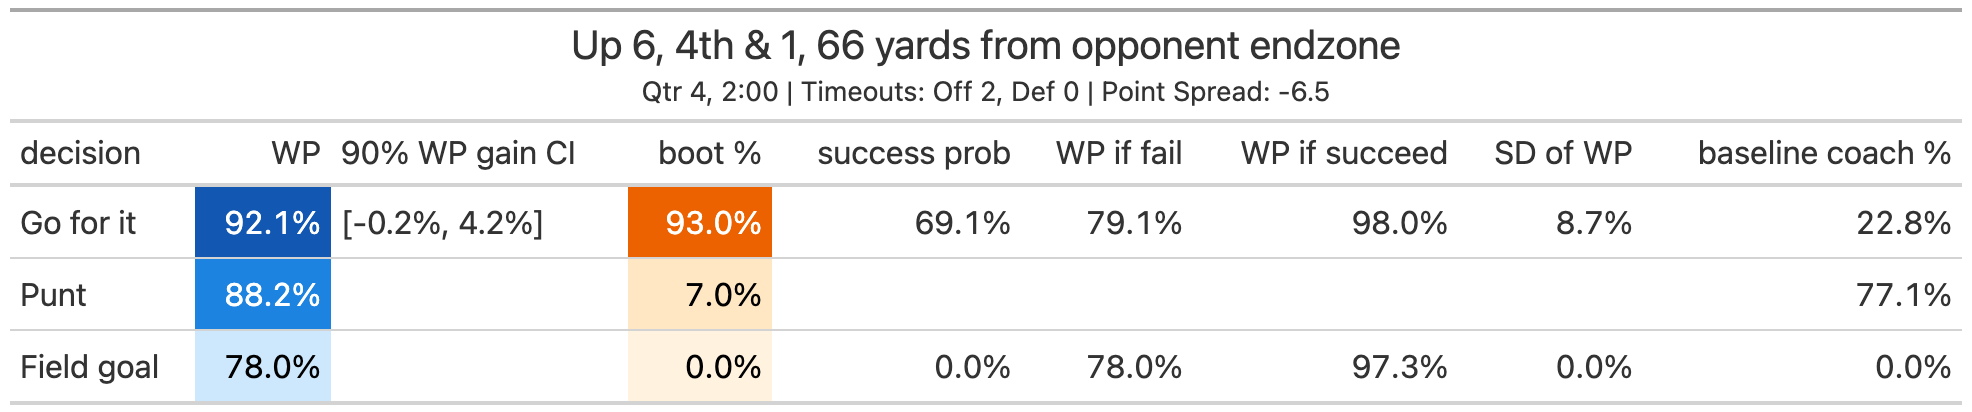 Up 6, 4th & 1, 66 yards from opponent endzone
Qtr 4, 2:00 | Timeouts: Off 2, Def 0 | Point Spread: -6.5
decision WP 90% WP gain CI boot % success prob WP if fail WP if succeed SD of WP baseline coach %
Go for it 92.1% [-0.2%, 4.2%] 93.0% 69.1% 79.1% 98.0% 8.7% 22.8%
Punt 88.2% 7.0% 77.1%
Field goal 78.0% 0.0% 0.0% 78.0% 97.3% 0.0% 0.0%